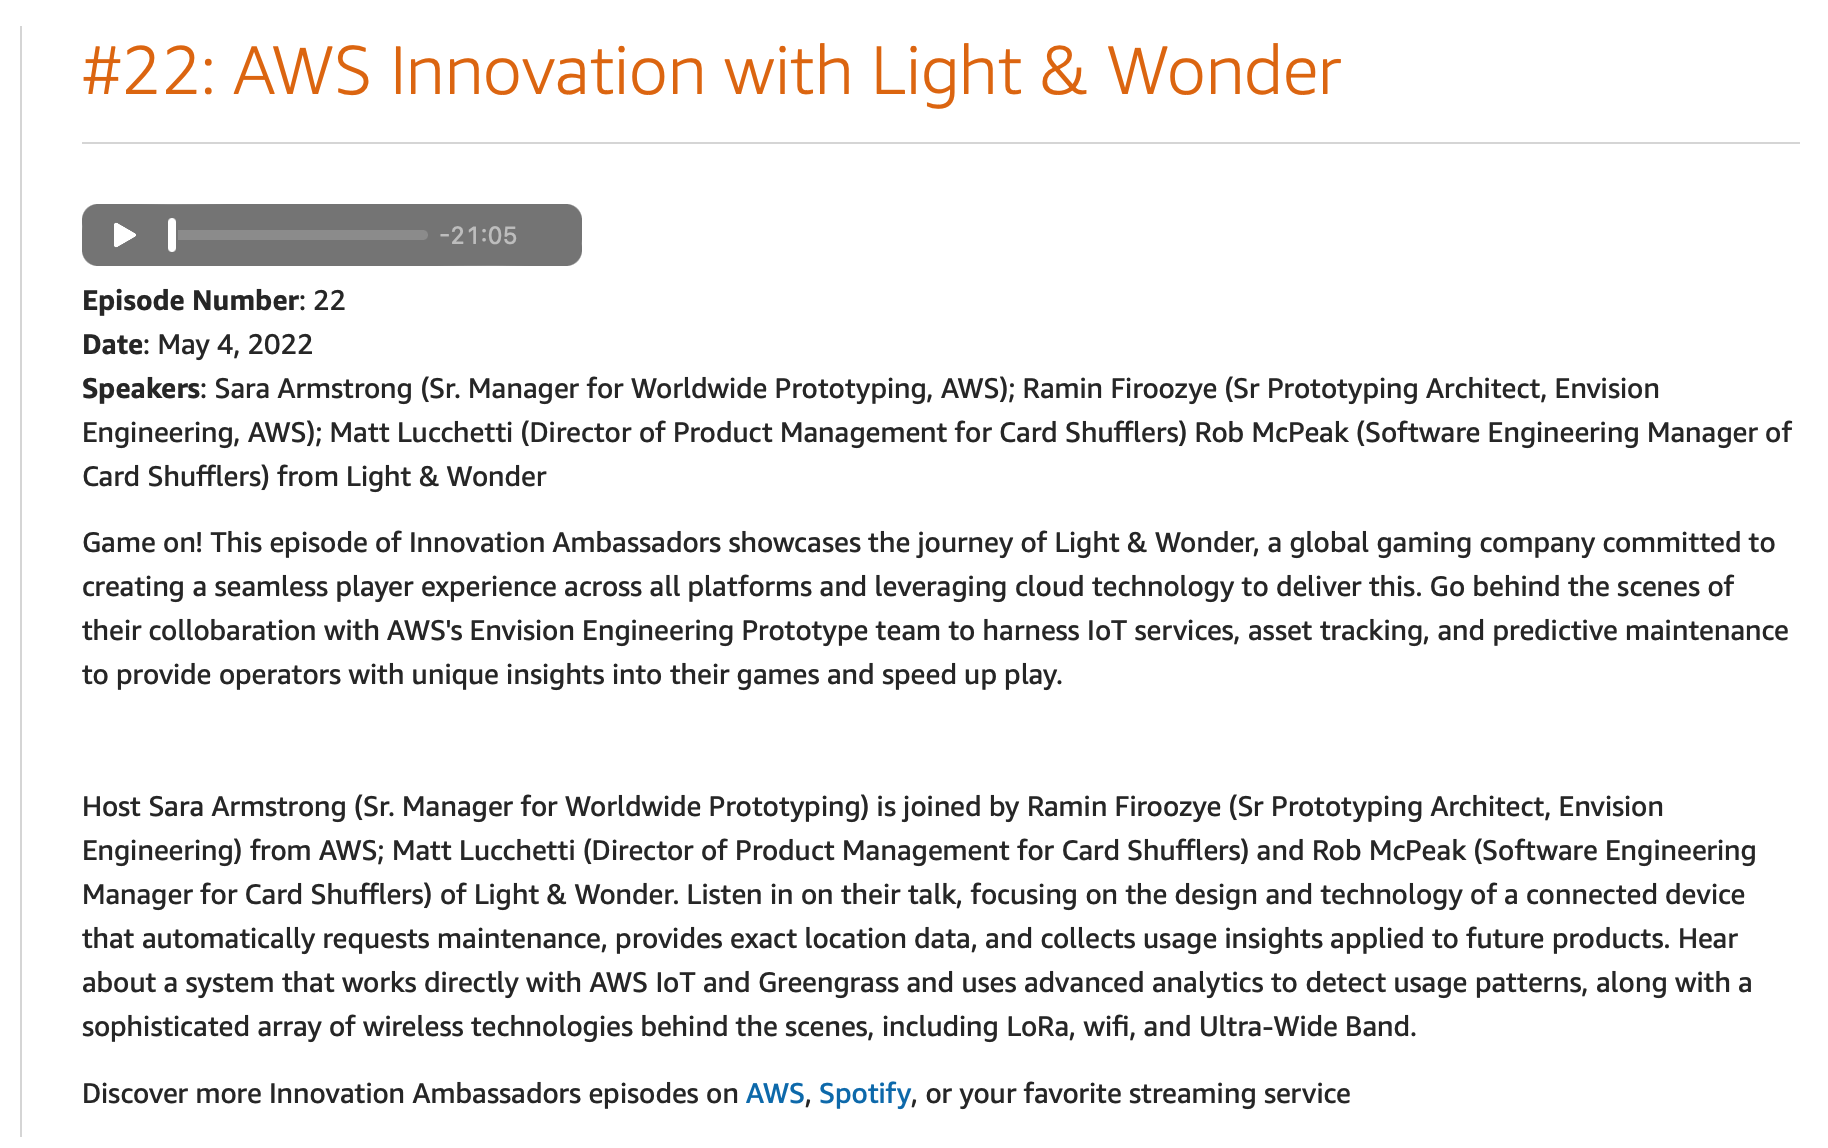 #22: AWS Innovation with Light & Wonder
-21:05
Episode Number: 22
Date: May 4, 2022
Speakers: Sara Armstrong (Sr. Manager for Worldwide Prototyping, AWS); Ramin Firoozye (Sr Prototyping Architect, Envision
Engineering, AWS); Matt Lucchetti (Director of Product Management for Card Shufflers) Rob McPeak (Software Engineering Manager of
Card Shufflers) from Light & Wonder
Game on! This episode of Innovation Ambassadors showcases the journey of Light & Wonder, a global gaming company committed to
creating a seamless player experience across all platforms and leveraging cloud technology to deliver this. Go behind the scenes of
their collobaration with AWS's Envision Engineering Prototype team to harness IoT services, asset tracking, and predictive maintenance
to provide operators with unique insights into their games and speed up play.
Host Sara Armstrong (Sr. Manager for Worldwide Prototyping) is joined by Ramin Firoozye (Sr Prototyping Architect, Envision
Engineering) from AWS; Matt Lucchetti (Director of Product Management for Card Shufflers) and Rob McPeak (Software Engineering
Manager for Card Shufflers) of Light & Wonder. Listen in on their talk, focusing on the design and technology of a connected device
that automatically requests maintenance, provides exact location data, and collects usage insights applied to future products. Hear
about a system that works directly with AWS IoT and Greengrass and uses advanced analytics to detect usage patterns, along with a
sophisticated array of wireless technologies behind the scenes, including LoRa, wifi, and Ultra-Wide Band.
Discover more Innovation Ambassadors episodes on AWS, Spotify, or your favorite streaming service